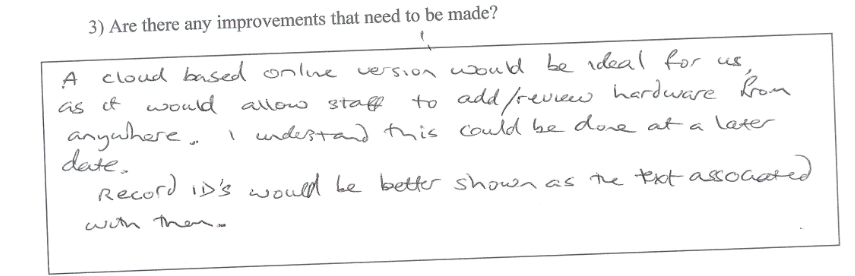 3) Are there any improvements that need to be made?
A cloud based online version would be ideal for us,
as it would allow staff to add/review hardware from
anywhere. I understand this could be done at a later
date.
Record ID's would be better shown as the text associated
with them.